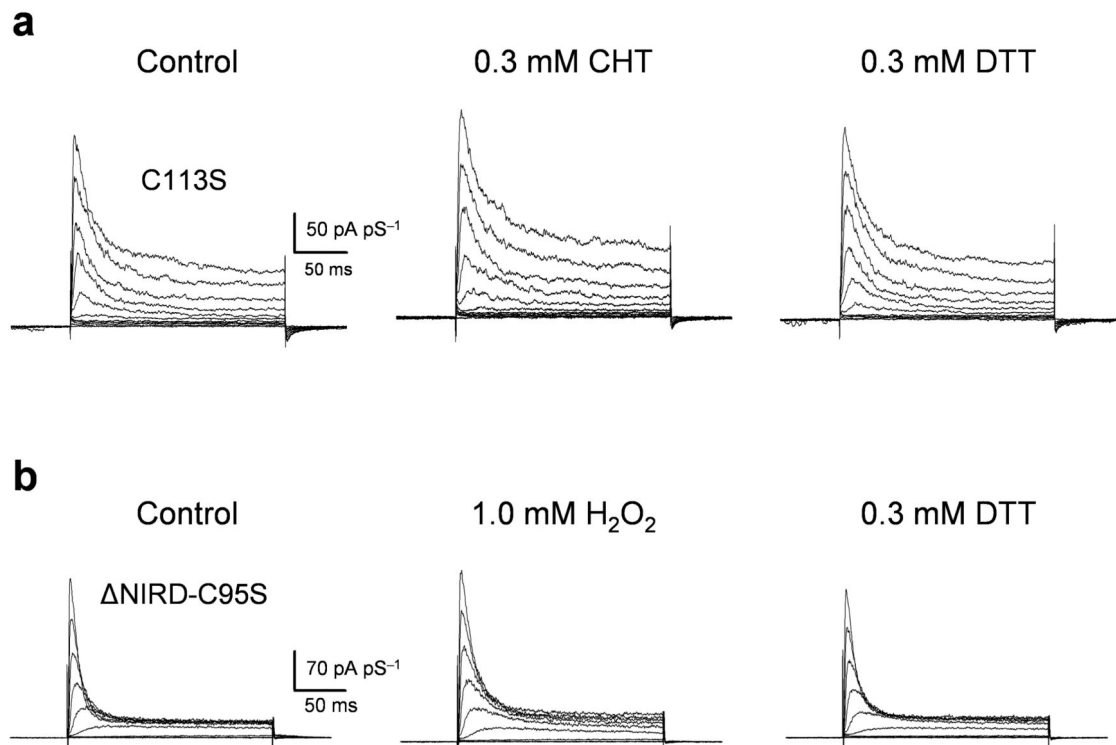 a
Control
0.3 mM CHT
0.3 mM DTT
C113S
50 pA pS⁻¹
50 ms
b
Control
1.0 mM H₂O₂
0.3 mM DTT
ΔNIRD-C95S
70 pA pS⁻¹
50 ms